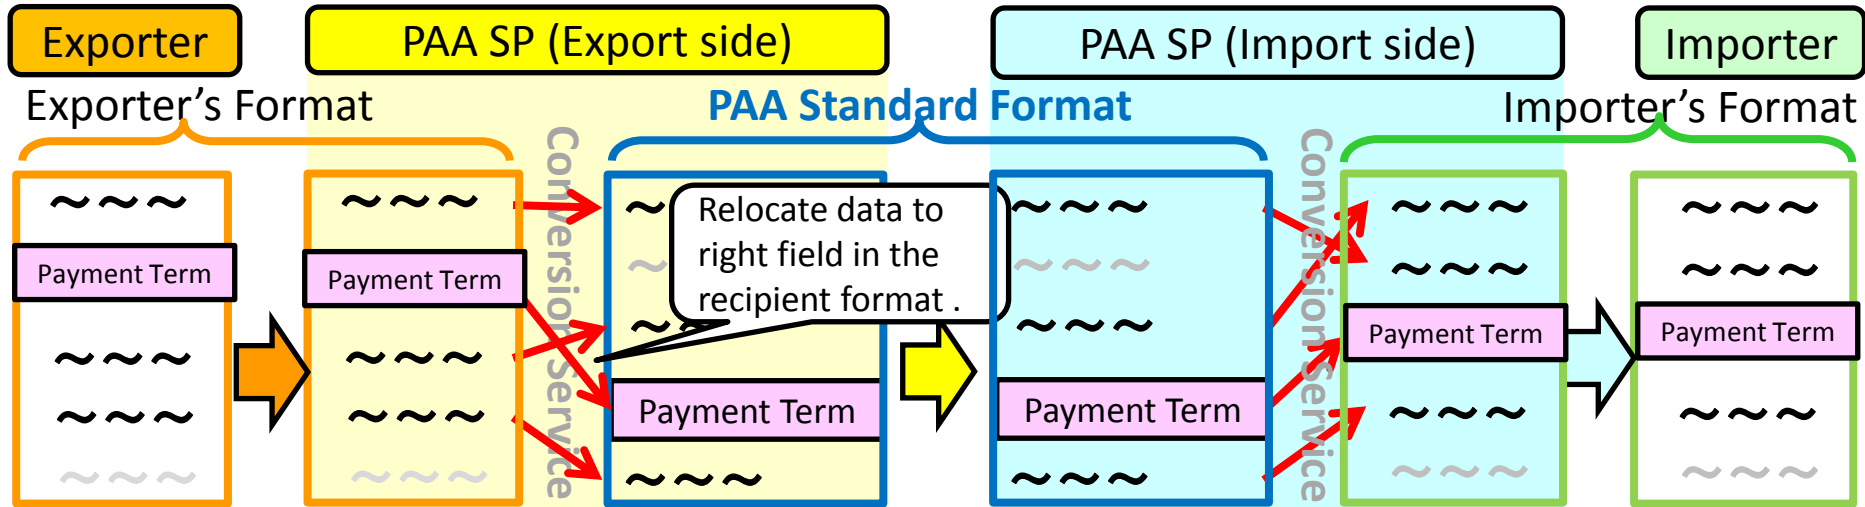 Exporter
PAA SP (Export side)
PAA SP (Import side)
Importer
Exporter’s Format
PAA Standard Format
Importer’s Format
Conversion Service
Conversion Service
Relocate data to
right field in the
recipient format .
Payment Term
Payment Term
Payment Term
Payment Term
Payment Term
Payment Term